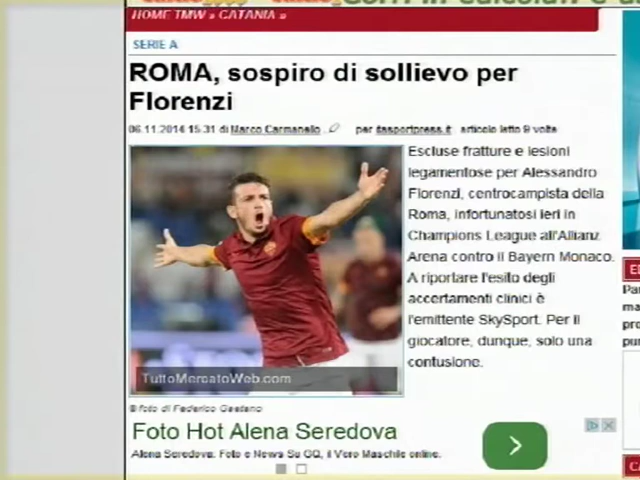 HOME TMW » CATANIA »
SERIE A
ROMA, sospiro di sollievo per
Florenzi
06.11.2014 15.31 di Marco Carmanello per itasportpress.it articolo letto 9 volte
Escluse fratture e lesioni
legamentose per Alessandro
Florenzi, centrocampista della
Roma, infortunatosi ieri in
Champions League all'Allianz
Arena contro il Bayern Monaco.
A riportare l'esito degli
accertamenti clinici è
l'emittente SkySport. Per il
giocatore, dunque, solo una
contusione.
TuttoMercatoWeb.com
© foto di Federico Gaetano
Foto Hot Alena Seredova
Alena Seredova. Foto e News Su GQ, il Vero Maschile online.